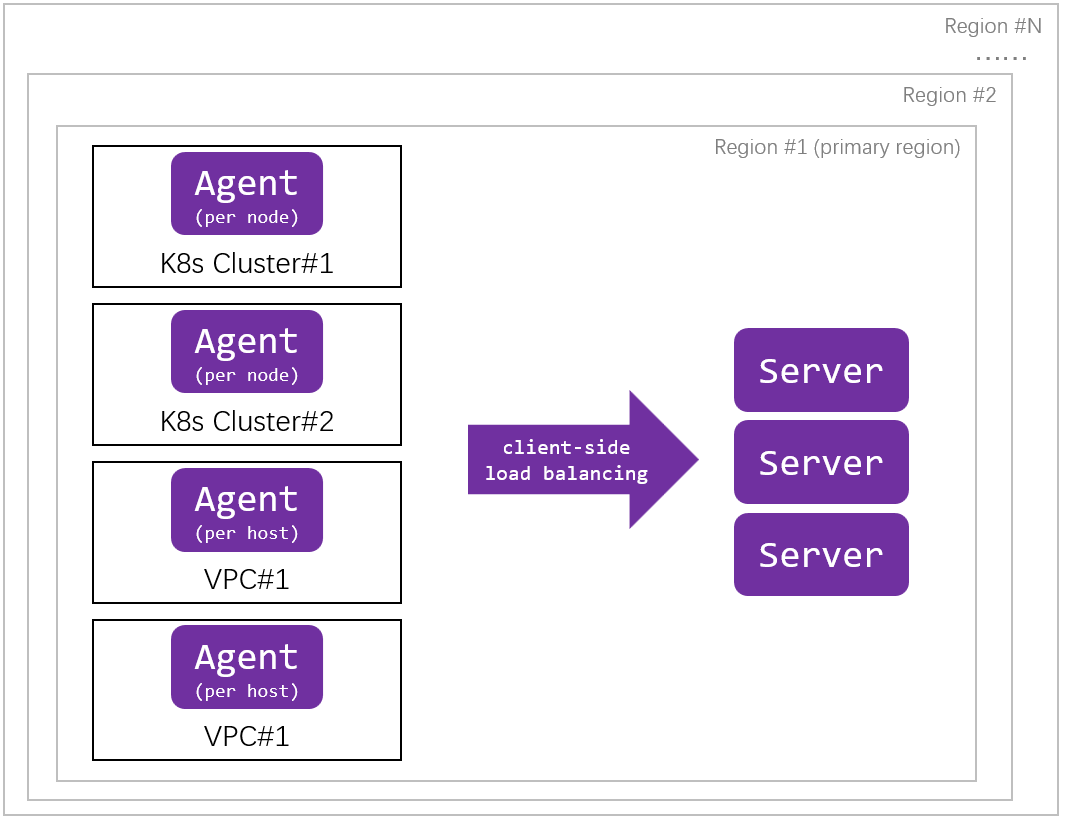 Region #N
……
Region #2
Region #1 (primary region)
Agent
(per node)
K8s Cluster#1
Agent
(per node)
K8s Cluster#2
Agent
(per host)
VPC#1
Agent
(per host)
VPC#1
client-side
load balancing
Server
Server
Server